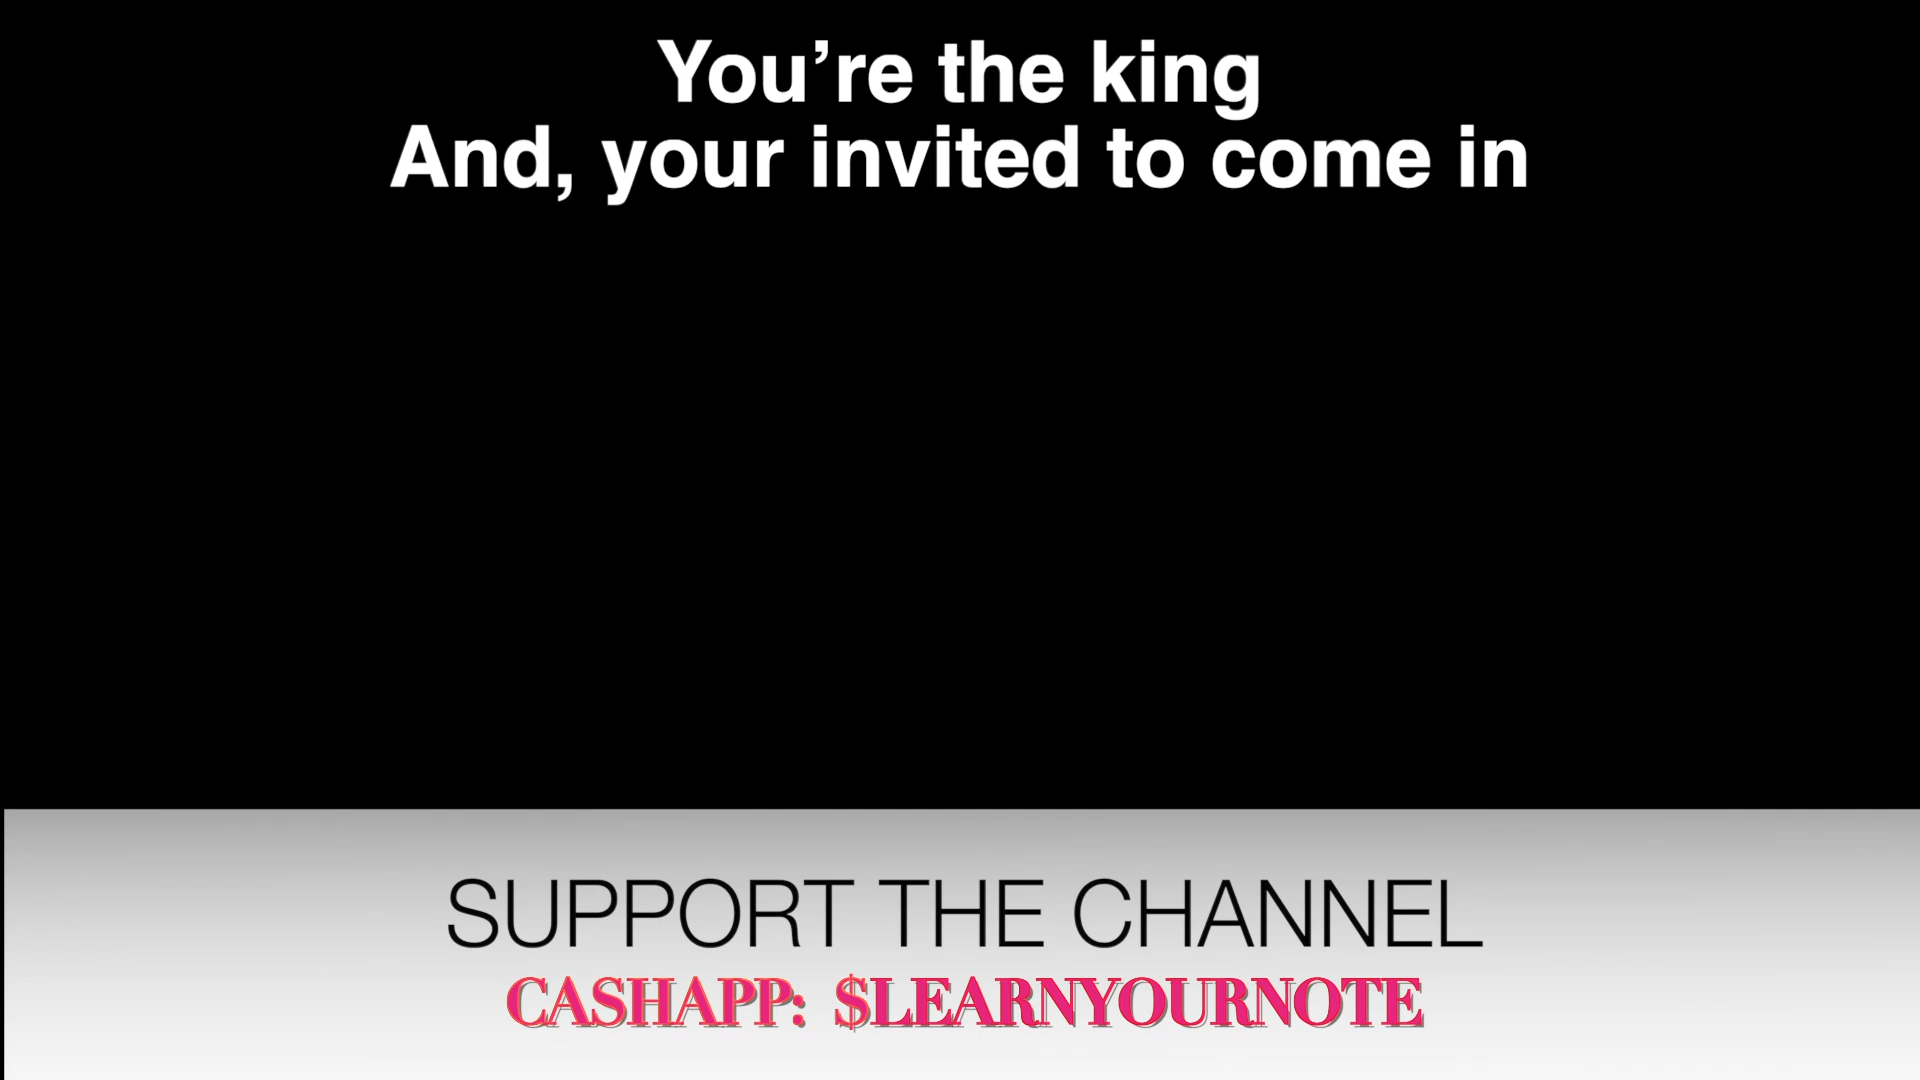 You’re the king
And, your invited to come in
SUPPORT THE CHANNEL
CASHAPP: $LEARNYOURNOTE